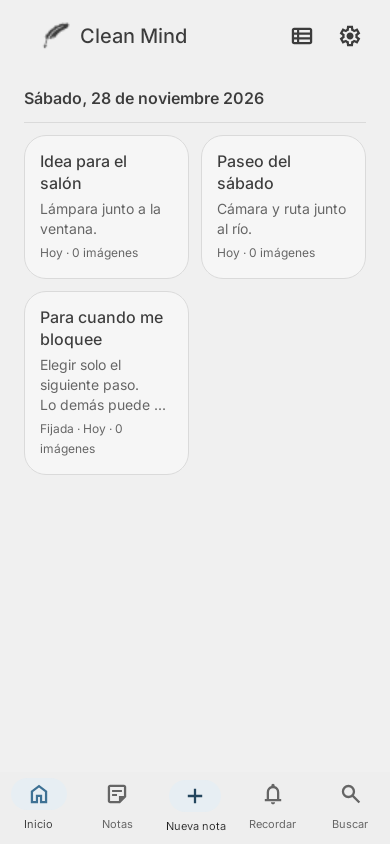 Clean Mind
Sábado, 28 de noviembre 2026
Idea para el
salón
Lámpara junto a la
ventana.
Hoy · 0 imágenes
Paseo del
sábado
Cámara y ruta junto
al río.
Hoy · 0 imágenes
Para cuando me
bloquee
Elegir solo el
siguiente paso.
Lo demás puede ...
Fijada · Hoy · 0
imágenes
Inicio
Notas
Nueva nota
Recordar
Buscar